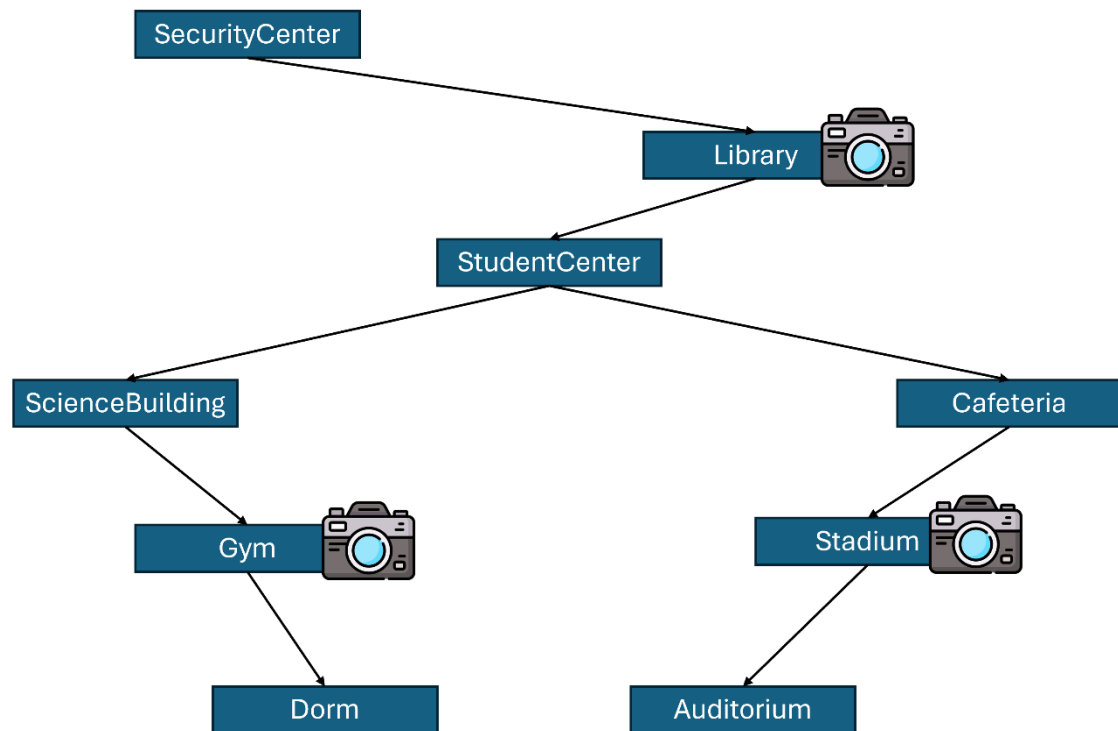 SecurityCenter
Library
StudentCenter
ScienceBuilding
Cafeteria
Gym
Stadium
Dorm
Auditorium